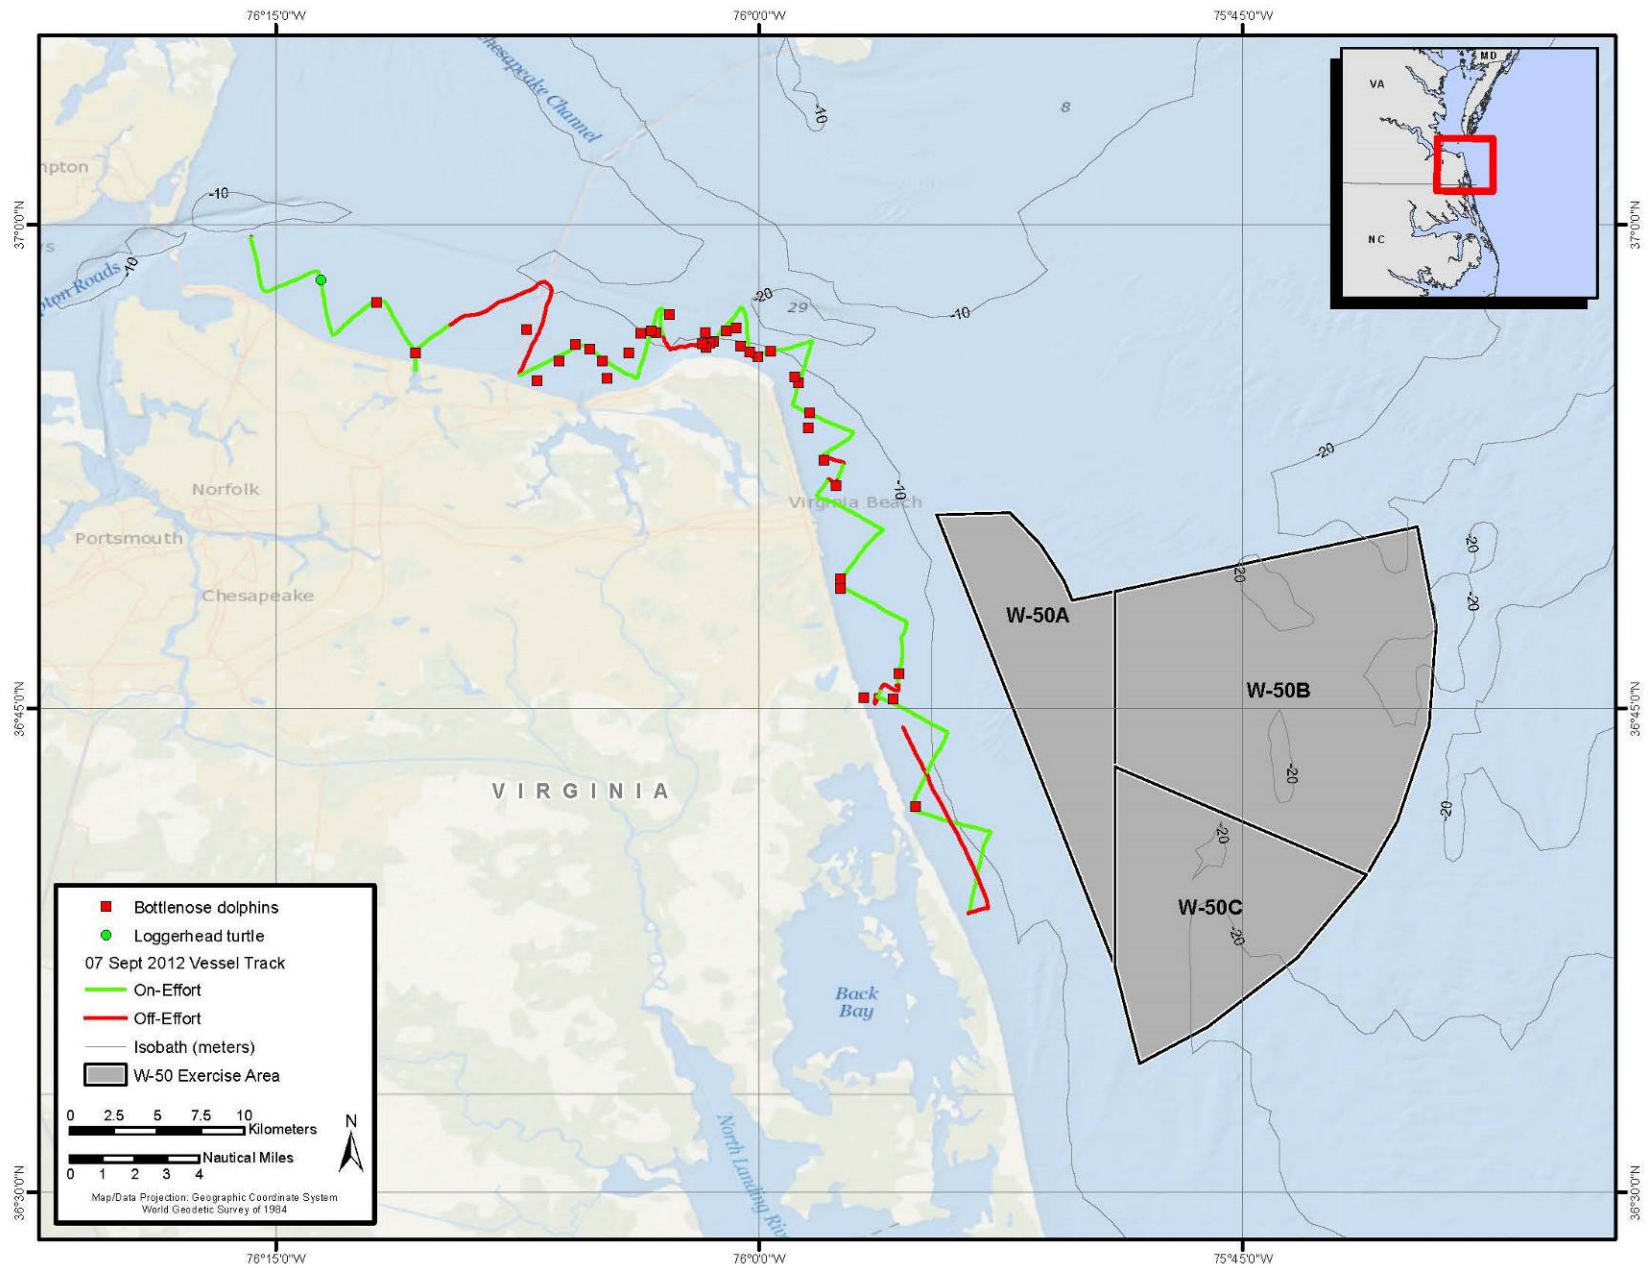 76°15'0"W
76°0'0"W
75°45'0"W
Chesapeake Channel
-10
8
MD
VA
NC
mpton
-10
37°0'0"N
37°0'0"N
-10
-20
29
-10
-20
Norfolk
-10
Virginia Beach
Portsmouth
Chesapeake
-20
-20
-20
W-50A
W-50B
36°45'0"N
36°45'0"N
VIRGINIA
-20
-20
-20
W-50C
-20
Back
Bay
North Landing Riv
Bottlenose dolphins
Loggerhead turtle
07 Sept 2012 Vessel Track
On-Effort
Off-Effort
Isobath (meters)
W-50 Exercise Area
0 2.5 5 7.5 10
Kilometers
N
Nautical Miles
0 1 2 3 4
Map/Data Projection: Geographic Coordinate System
World Geodetic Survey of 1984
36°30'0"N
36°30'0"N
76°15'0"W
76°0'0"W
75°45'0"W